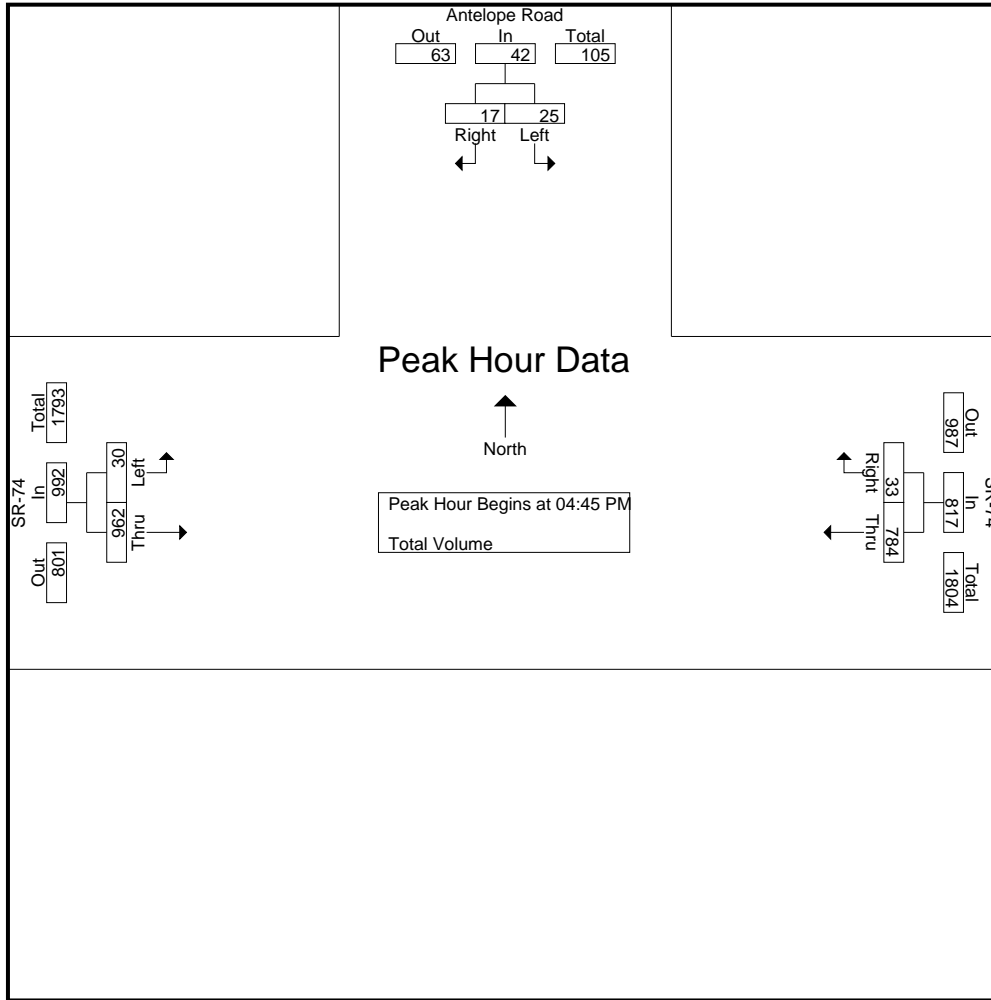 Antelope Road
Out In Total
63 42 105
17 25
Right Left
Peak Hour Data
North
Peak Hour Begins at 04:45 PM
Total Volume
SR-74
Total In Out
1793 992 801
30 962
Left Thru
SR-74
Out In Total
987 817 1804
33 784
Right Thru